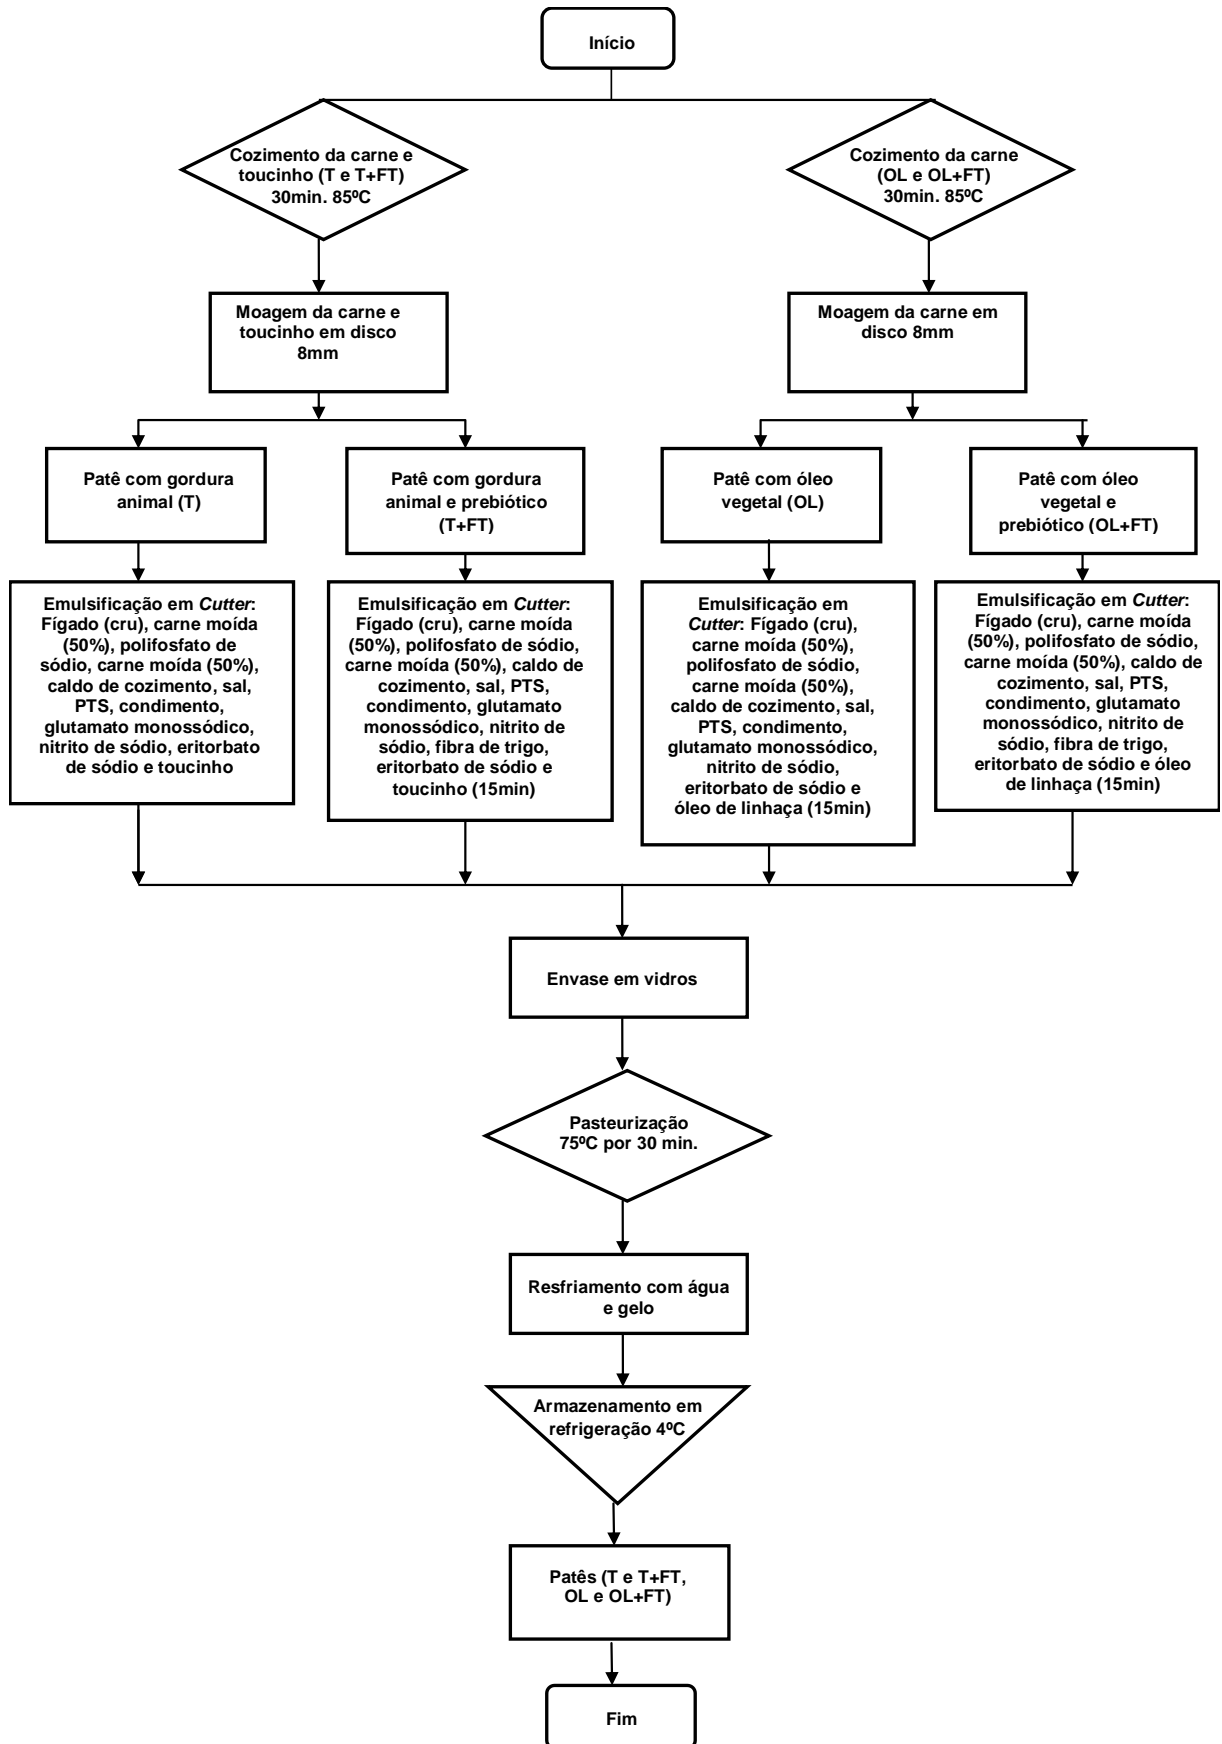 Início
Cozimento da carne e
toucinho (T e T+FT)
30min. 85ºC
Cozimento da carne
(OL e OL+FT)
30min. 85ºC
Moagem da carne e
toucinho em disco
8mm
Moagem da carne em
disco 8mm
Patê com gordura
animal (T)
Patê com gordura
animal e prebiótico
(T+FT)
Patê com óleo
vegetal (OL)
Patê com óleo
vegetal e
prebiótico (OL+FT)
Emulsificação em Cutter:
Fígado (cru), carne moída
(50%), polifosfato de
sódio, carne moída (50%),
caldo de cozimento, sal,
PTS, condimento,
glutamato monossódico,
nitrito de sódio, eritorbato
de sódio e toucinho
Emulsificação em Cutter:
Fígado (cru), carne moída
(50%), polifosfato de sódio,
carne moída (50%), caldo de
cozimento, sal, PTS,
condimento, glutamato
monossódico, nitrito de
sódio, fibra de trigo,
eritorbato de sódio e
toucinho (15min)
Emulsificação em
Cutter: Fígado (cru),
carne moída (50%),
polifosfato de sódio,
carne moída (50%),
caldo de cozimento, sal,
PTS, condimento,
glutamato monossódico,
nitrito de sódio,
eritorbato de sódio e
óleo de linhaça (15min)
Emulsificação em Cutter:
Fígado (cru), carne moída
(50%), polifosfato de sódio,
carne moída (50%), caldo de
cozimento, sal, PTS,
condimento, glutamato
monossódico, nitrito de
sódio, fibra de trigo,
eritorbato de sódio e óleo
de linhaça (15min)
Envase em vidros
Pasteurização
75ºC por 30 min.
Resfriamento com água
e gelo
Armazenamento em
refrigeração 4ºC
Patês (T e T+FT,
OL e OL+FT)
Fim